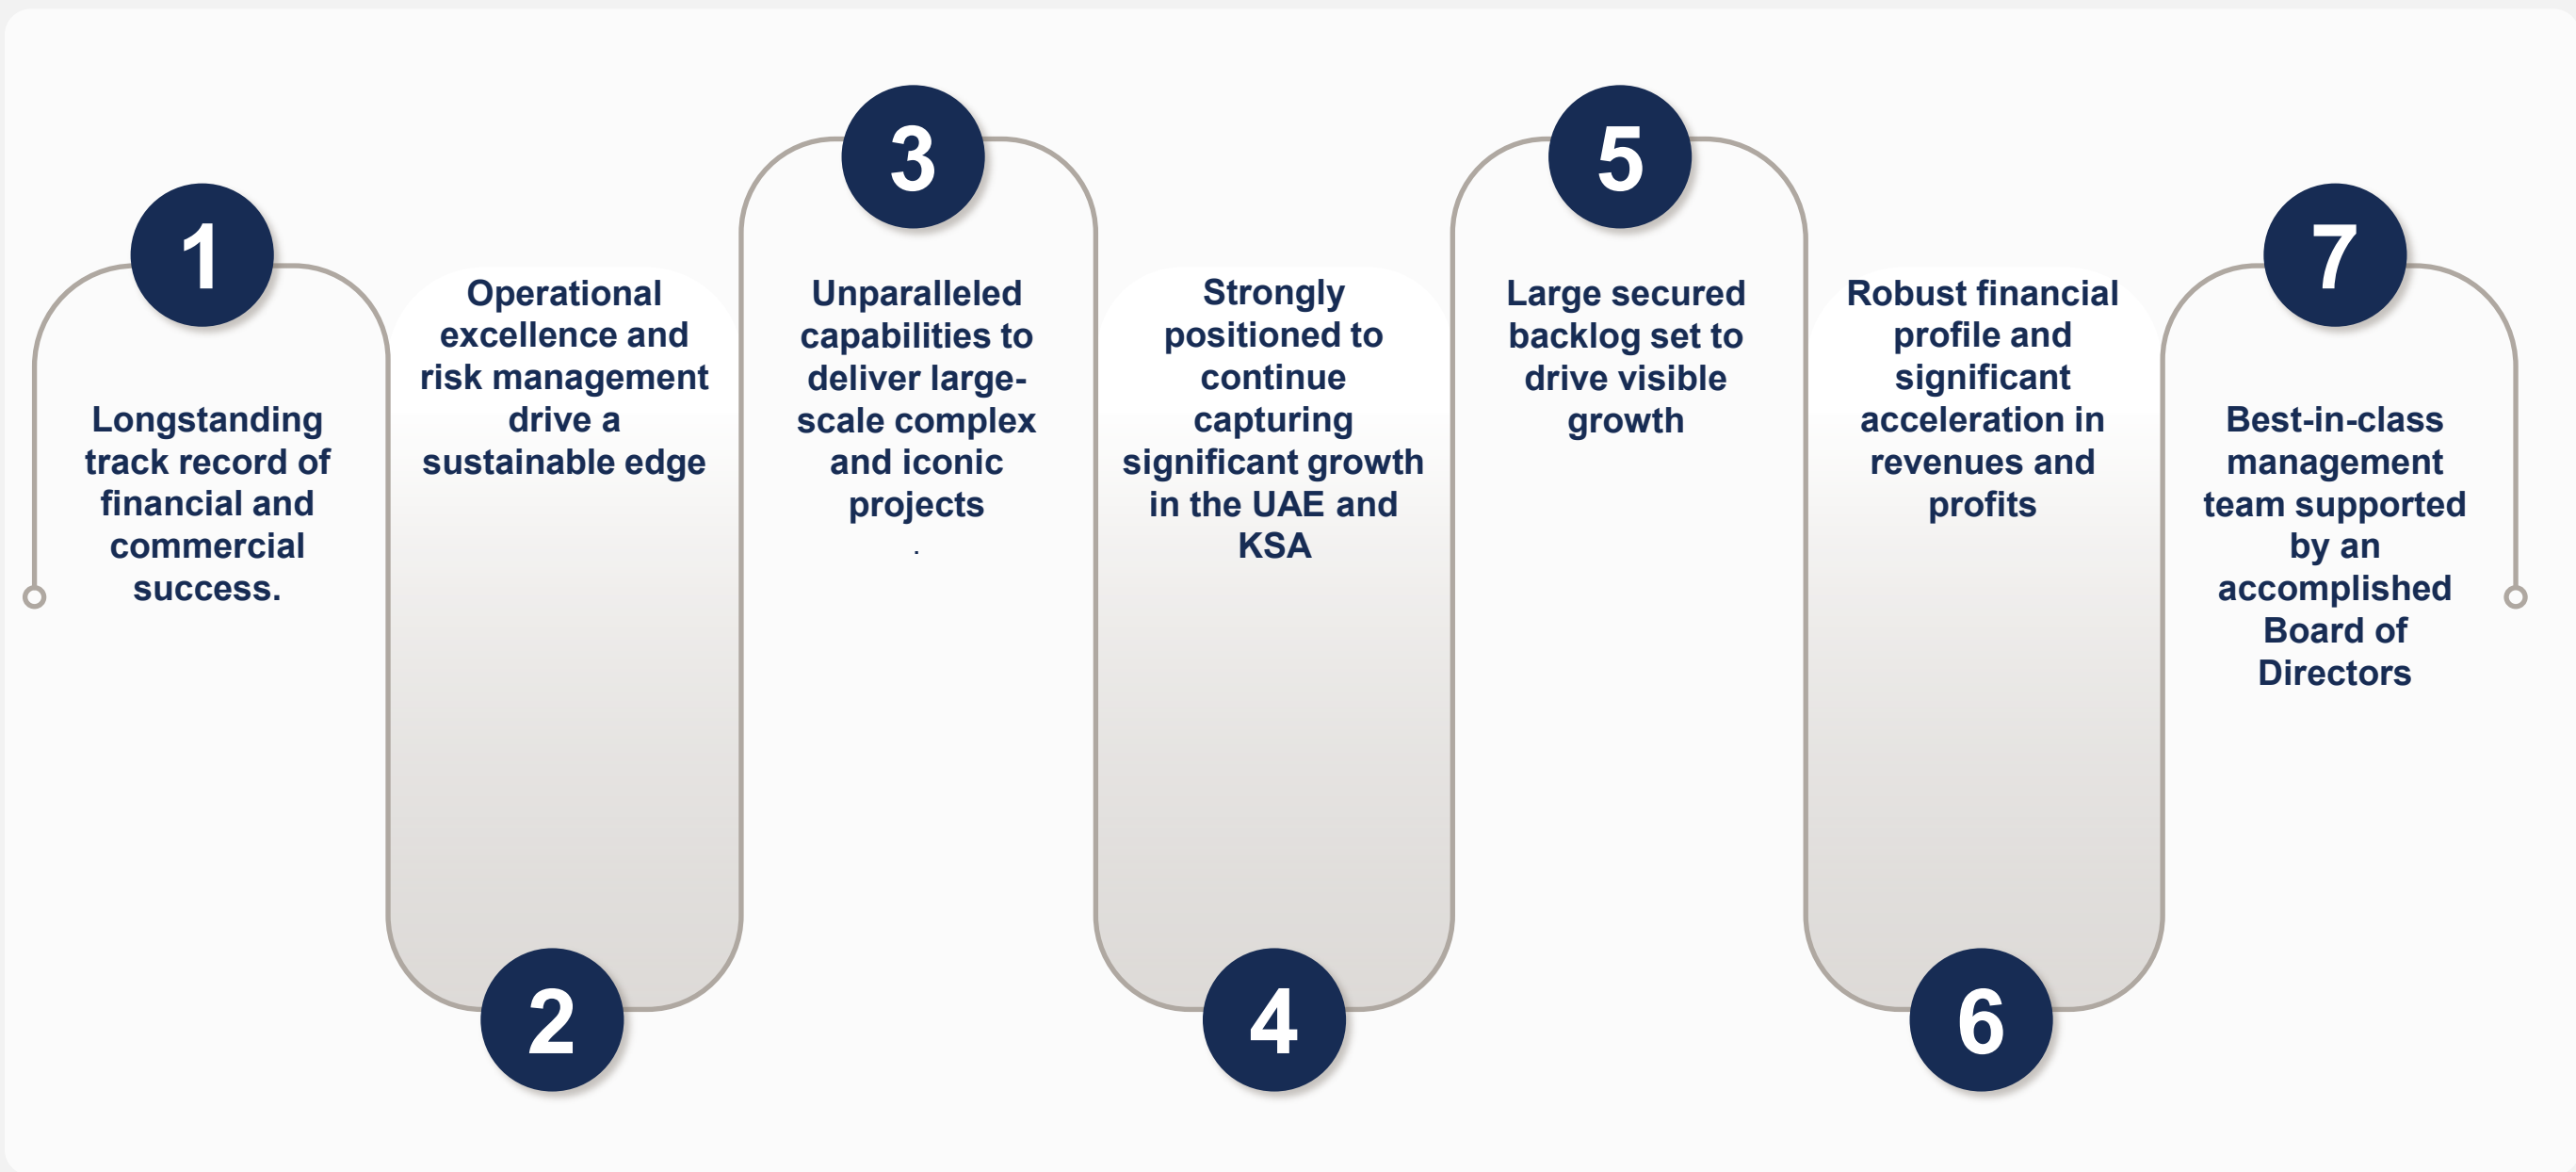 1
Longstanding
track record of
financial and
commercial
success.
Operational
excellence and
risk management
drive a
sustainable edge
2
3
Unparalleled
capabilities to
deliver large-
scale complex
and iconic
projects
.
Strongly
positioned to
continue
capturing
significant growth
in the UAE and
KSA
4
5
Large secured
backlog set to
drive visible
growth
Robust financial
profile and
significant
acceleration in
revenues and
profits
6
7
Best-in-class
management
team supported
by an
accomplished
Board of
Directors